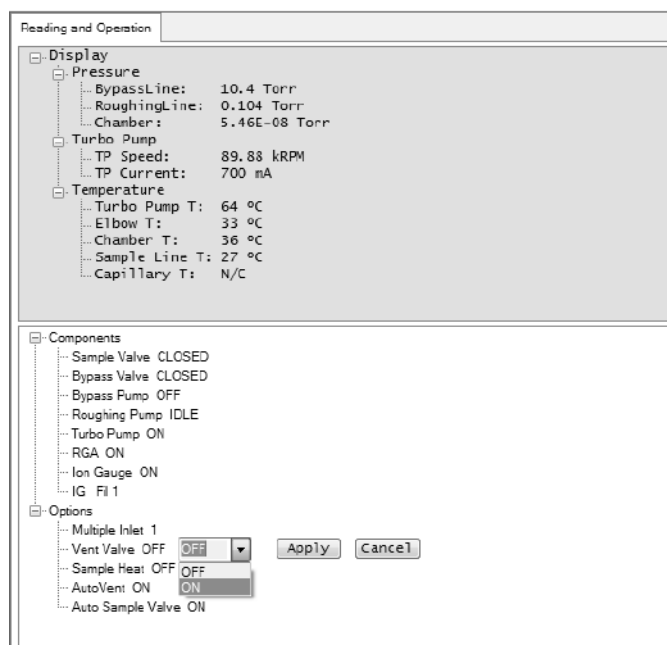 Reading and Operation
Display
Pressure
BypassLine: 10.4 Torr
RoughingLine: 0.104 Torr
Chamber: 5.46E-08 Torr
Turbo Pump
TP Speed: 89.88 kRPM
TP Current: 700 mA
Temperature
Turbo Pump T: 64 ºC
Elbow T: 33 ºC
Chamber T: 36 ºC
Sample Line T: 27 ºC
Capillary T: N/C
Components
Sample Valve CLOSED
Bypass Valve CLOSED
Bypass Pump OFF
Roughing Pump IDLE
Turbo Pump ON
RGA ON
Ion Gauge ON
IG Fil 1
Options
Multiple Inlet 1
Vent Valve OFF OFF Apply Cancel
Sample Heat OFF OFF
AutoVent ON ON
Auto Sample Valve ON